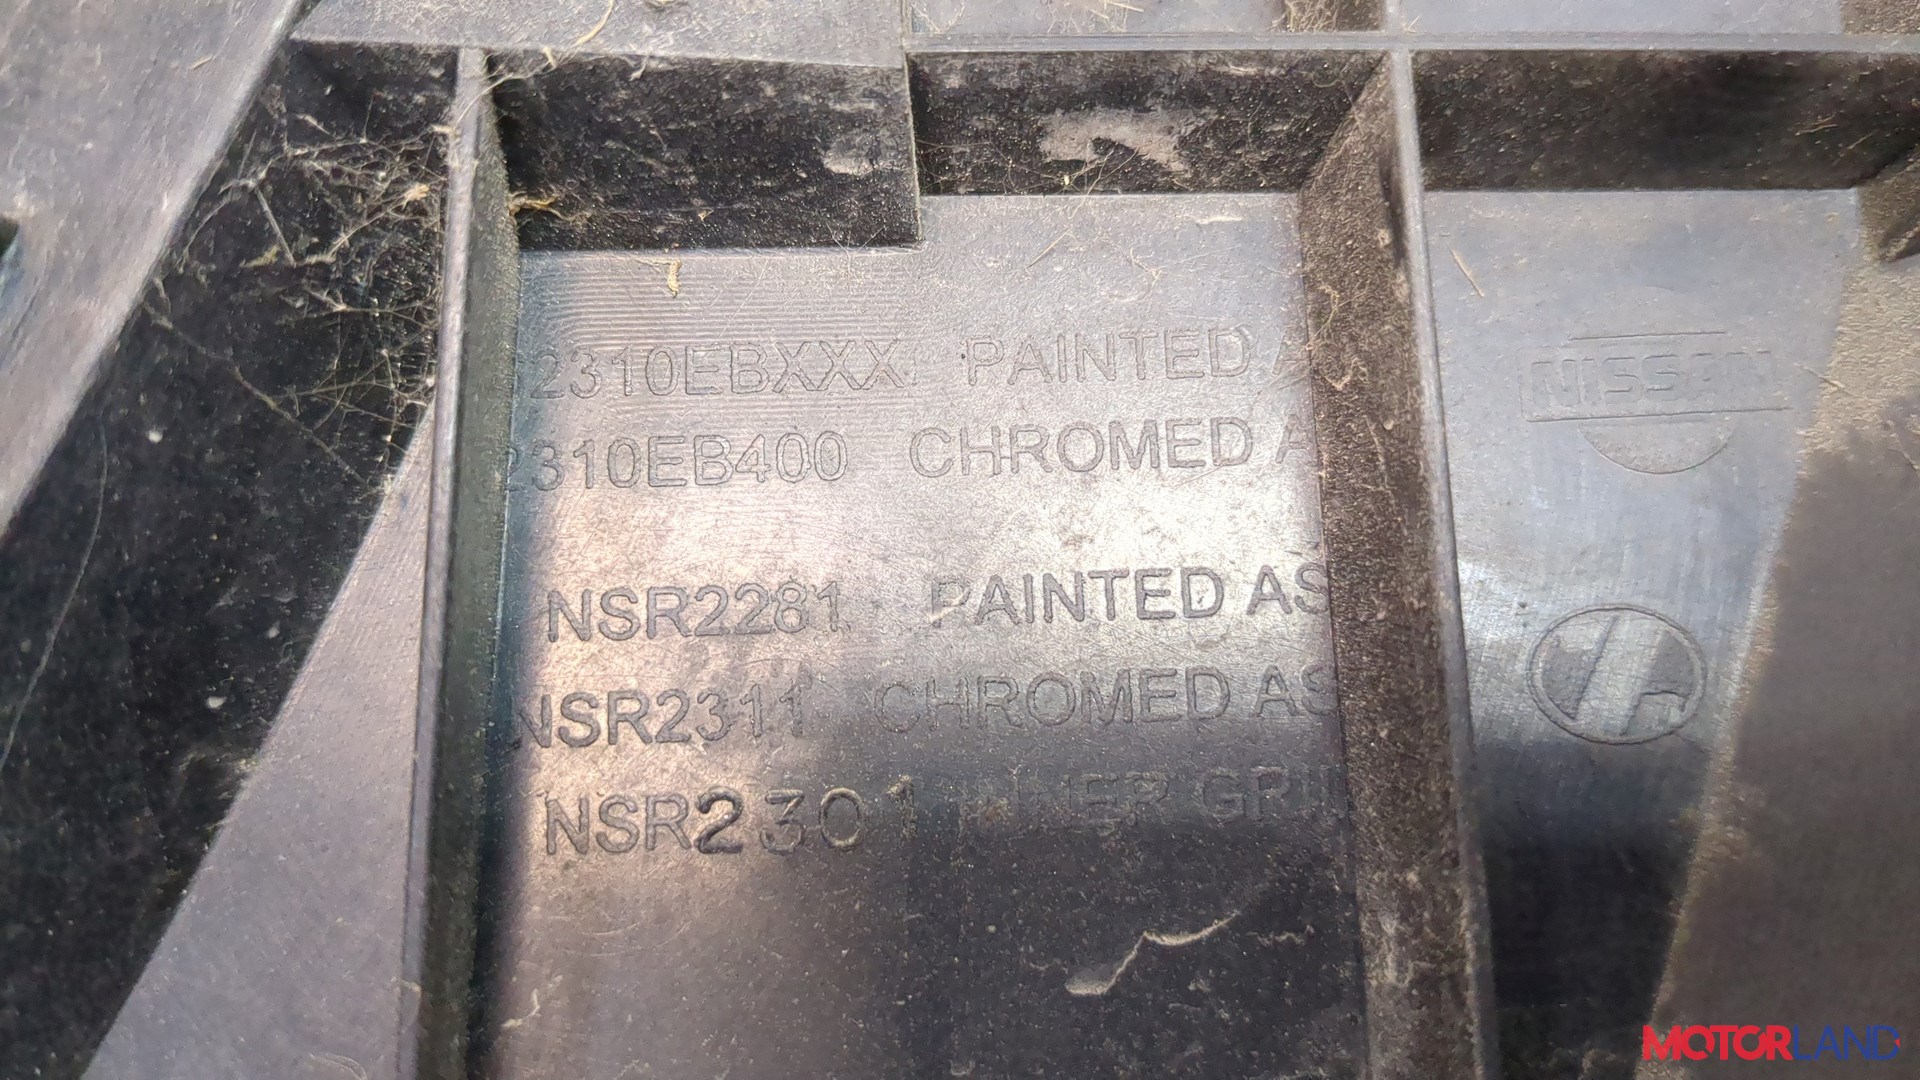 2310EBXXX PAINTED A
2310EB400 CHROMED A
NISSAN
NSR2281 PAINTED AS
NSR2311 CHROMED AS
NSR2301
MOTORLAND